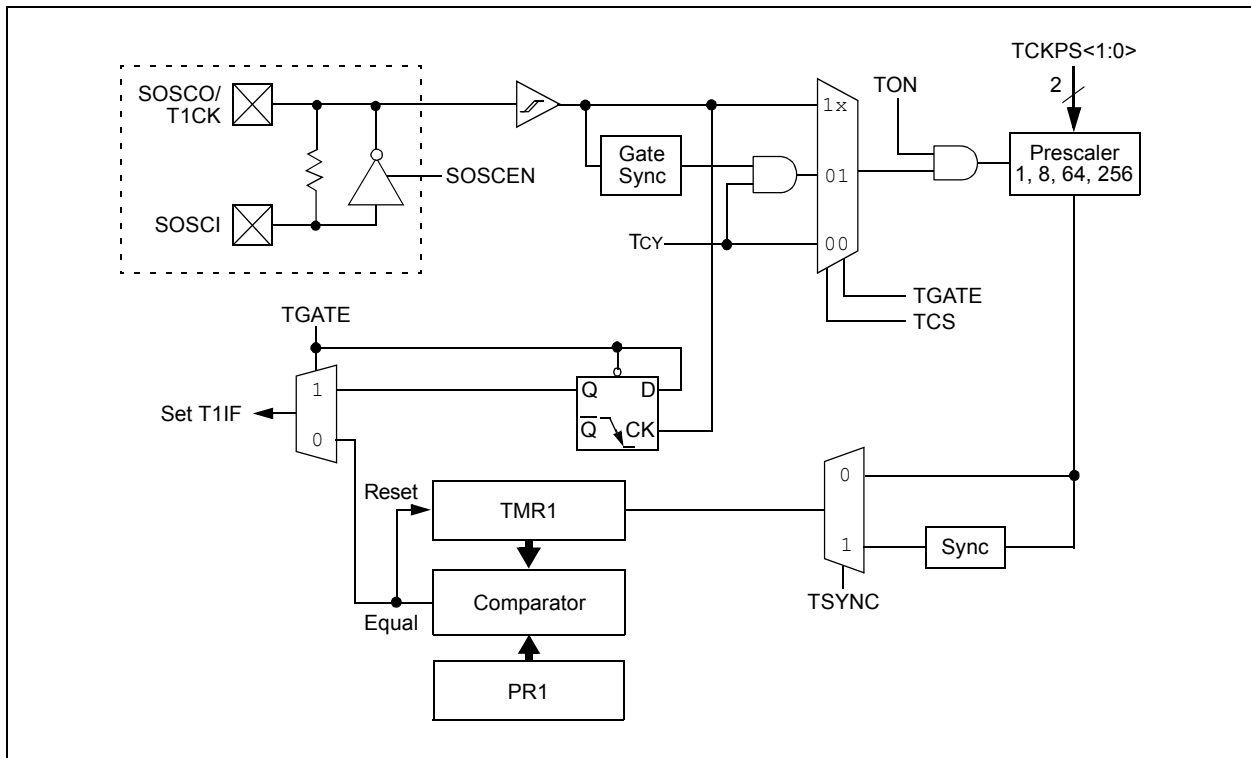 TCKPS<1:0>
2
SOSCO/
T1CK
TON
1x
Gate
Sync
Prescaler
1, 8, 64, 256
SOSCEN
01
SOSCI
TCY
00
TGATE
TCS
TGATE
1
Q
D
Set T1IF
Q
CK
0
0
Reset
TMR1
1
Sync
TSYNC
Comparator
Equal
PR1